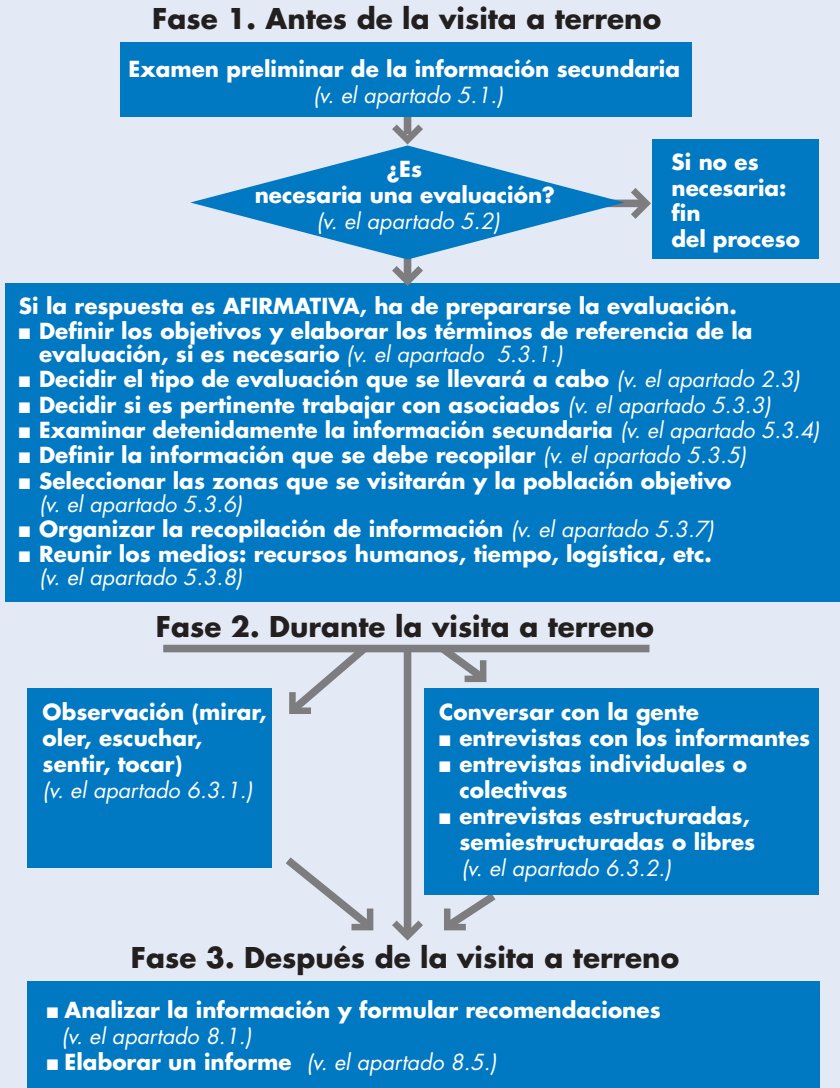 Fase 1. Antes de la visita a terreno
Examen preliminar de la información secundaria
(v. el apartado 5.1.)
¿Es
necesaria una evaluación?
(v. el apartado 5.2)
Si no es
necesaria:
fin
del proceso
Si la respuesta es AFIRMATIVA, ha de prepararse la evaluación.
■ Definir los objetivos y elaborar los términos de referencia de la
evaluación, si es necesario (v. el apartado 5.3.1.)
■ Decidir el tipo de evaluación que se llevará a cabo (v. el apartado 2.3)
■ Decidir si es pertinente trabajar con asociados (v. el apartado 5.3.3)
■ Examinar detenidamente la información secundaria (v. el apartado 5.3.4)
■ Definir la información que se debe recopilar (v. el apartado 5.3.5)
■ Seleccionar las zonas que se visitarán y la población objetivo
(v. el apartado 5.3.6)
■ Organizar la recopilación de información (v. el apartado 5.3.7)
■ Reunir los medios: recursos humanos, tiempo, logística, etc.
(v. el apartado 5.3.8)
Fase 2. Durante la visita a terreno
Observación (mirar,
oler, escuchar,
sentir, tocar)
(v. el apartado 6.3.1.)
Conversar con la gente
■ entrevistas con los informantes
■ entrevistas individuales o
colectivas
■ entrevistas estructuradas,
semiestructuradas o libres
(v. el apartado 6.3.2.)
Fase 3. Después de la visita a terreno
■ Analizar la información y formular recomendaciones
(v. el apartado 8.1.)
■ Elaborar un informe (v. el apartado 8.5.)